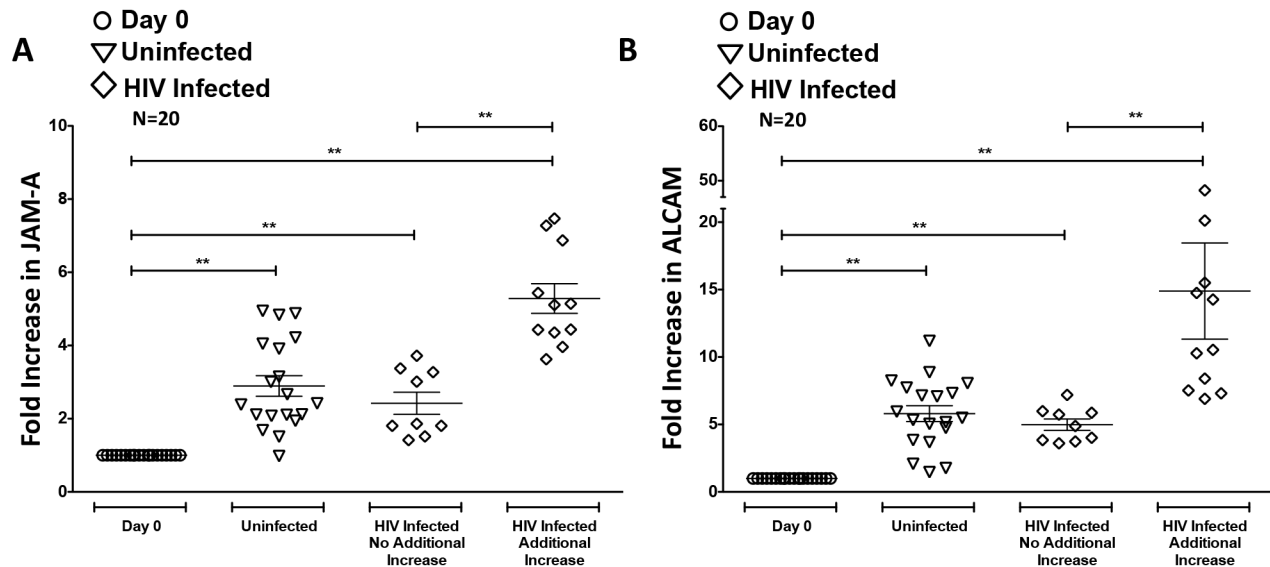 A
Day 0
Uninfected
HIV Infected
N=20
Fold Increase in JAM-A
10
8
6
4
2
0
**
**
**
**
Day 0
Uninfected
HIV Infected
No Additional
Increase
HIV Infected
Additional
Increase
B
Day 0
Uninfected
HIV Infected
N=20
Fold Increase in ALCAM
60
50
20
15
10
5
0
**
**
**
**
Day 0
Uninfected
HIV Infected
No Additional
Increase
HIV Infected
Additional
Increase